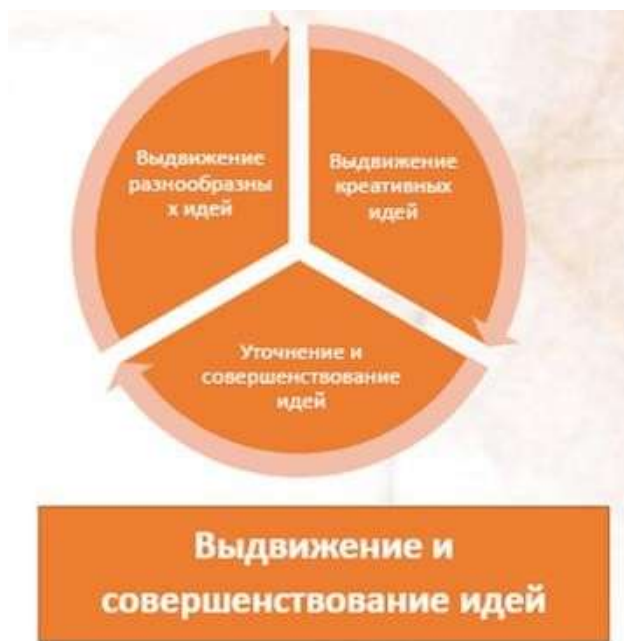 Выдвижение
разнообразны
х идей
Выдвижение
креативных
идей
Уточнение и
совершенствование
идей
Выдвижение и
совершенствование идей